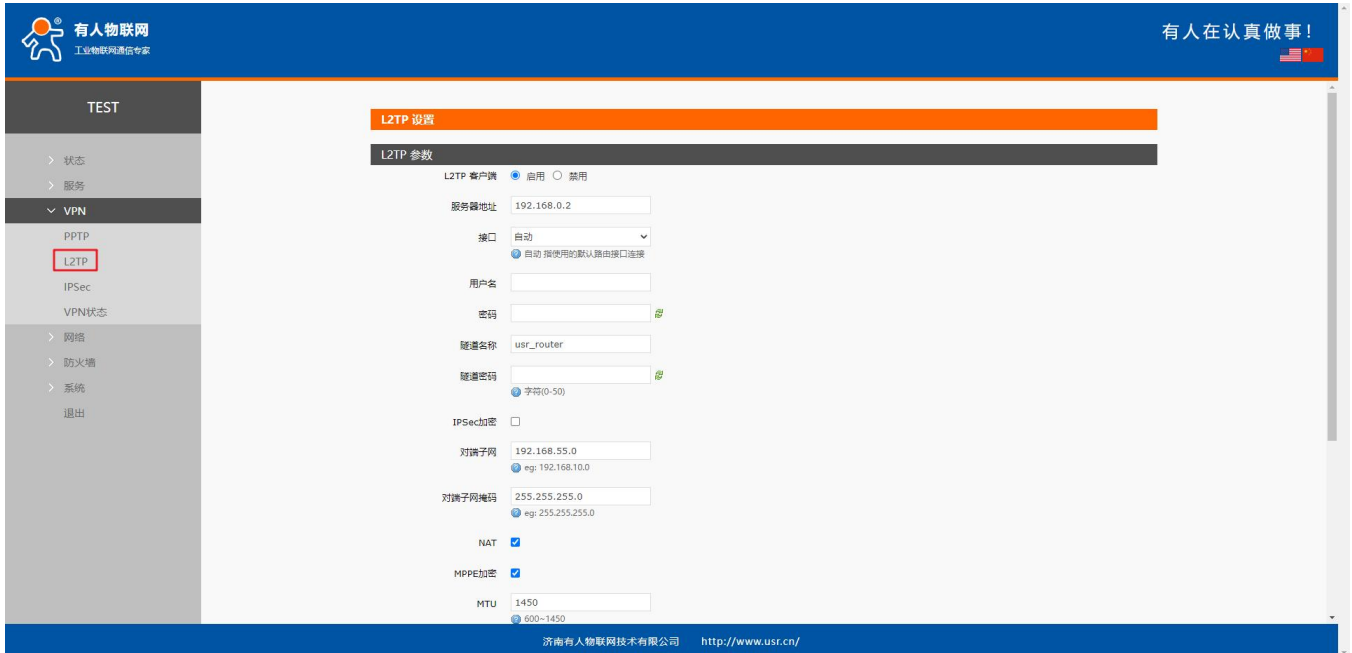 有人物联网
工业物联网通信专家
有人在认真做事!
TEST
状态
服务
VPN
PPTP
L2TP
IPSec
VPN状态
网络
防火墙
系统
退出
L2TP 设置
L2TP 参数
L2TP 客户端 启用 禁用
服务器地址 192.168.0.2
接口 自动
自动 指使用的默认路由接口连接
用户名
密码
隧道名称 usr_router
隧道密码
字符(0-50)
IPSec加密
对端子网 192.168.55.0
eg: 192.168.10.0
对端子网掩码 255.255.255.0
eg: 255.255.255.0
NAT
MPPE加密
MTU 1450
600~1450
济南有人物联网技术有限公司 http://www.usr.cn/